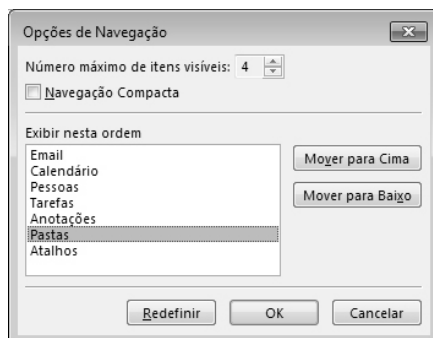 Opções de Navegação
Número máximo de itens visíveis: 4
Navegação Compacta
Exibir nesta ordem
Email
Calendário
Pessoas
Tarefas
Anotações
Pastas
Atalhos
Mover para Cima
Mover para Baixo
Redefinir
OK
Cancelar